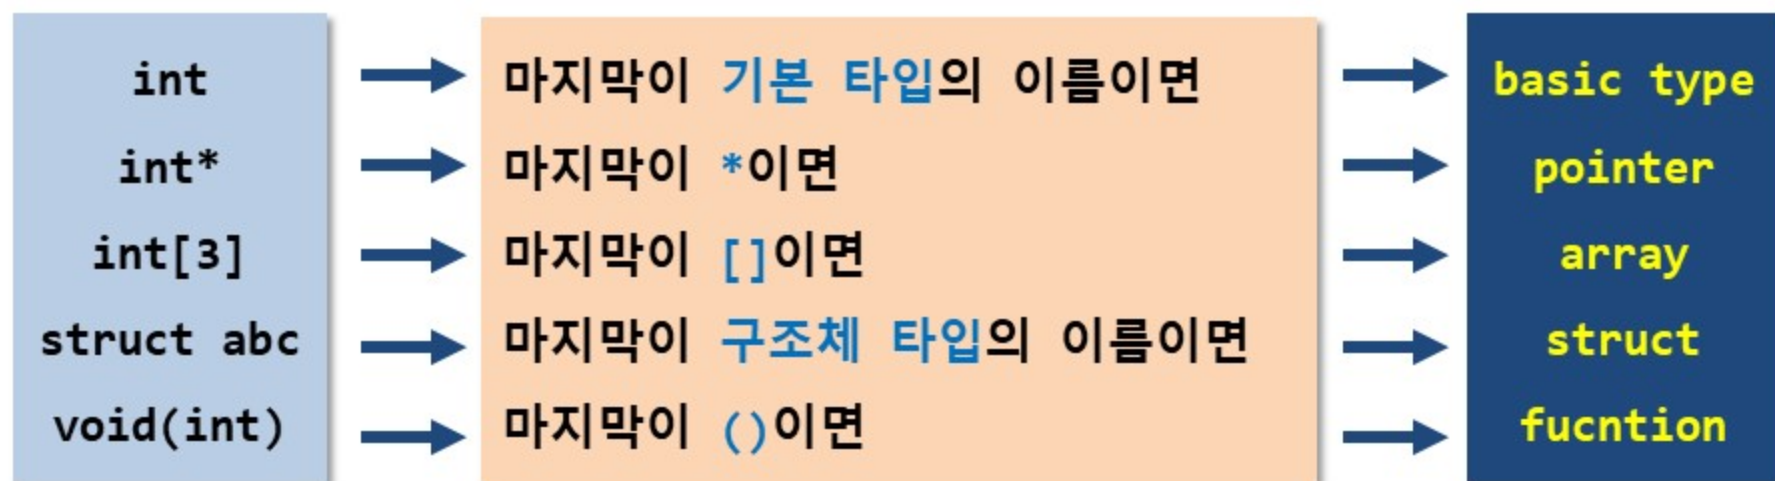 int 마지막이 기본 타입의 이름이면 basic type
int* 마지막이 *이면 pointer
int[3] 마지막이 []이면 array
struct abc 마지막이 구조체 타입의 이름이면 struct
void(int) 마지막이 ()이면 fucntion